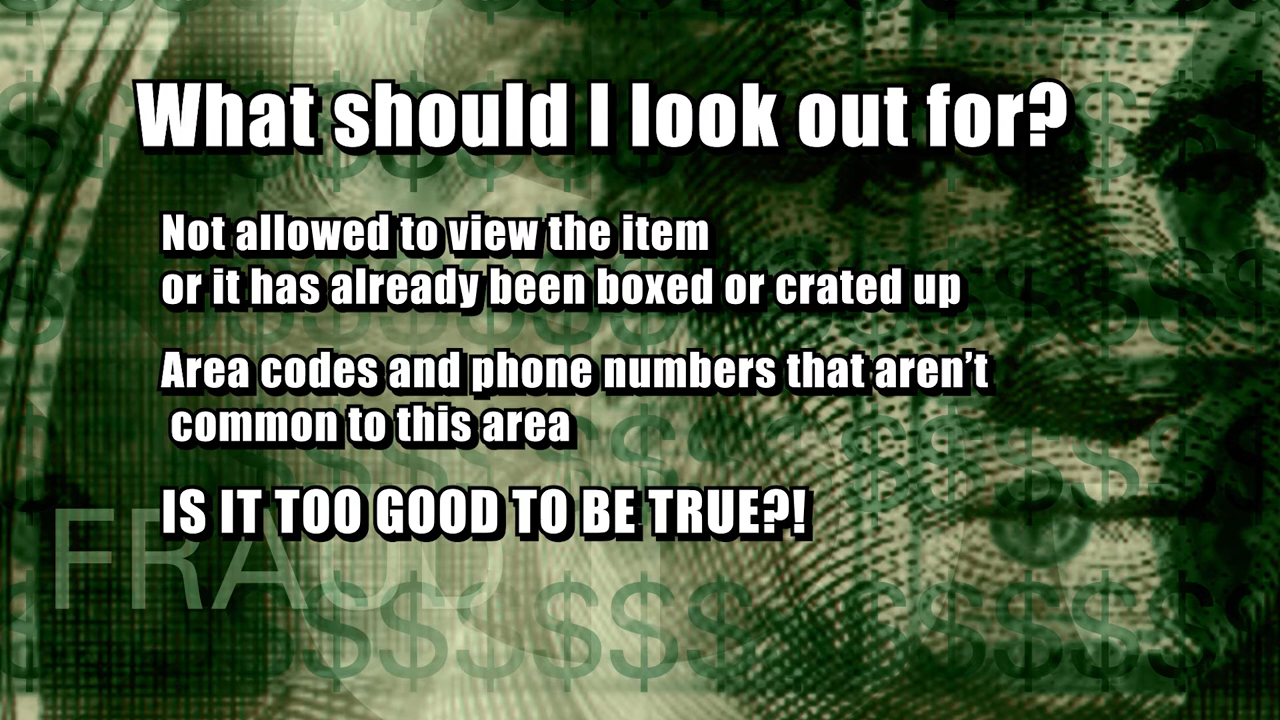 What should I look out for?
Not allowed to view the item
or it has already been boxed or crated up
Area codes and phone numbers that aren’t
common to this area
IS IT TOO GOOD TO BE TRUE?!
FRAUD
$$$$ $$$ $$$$